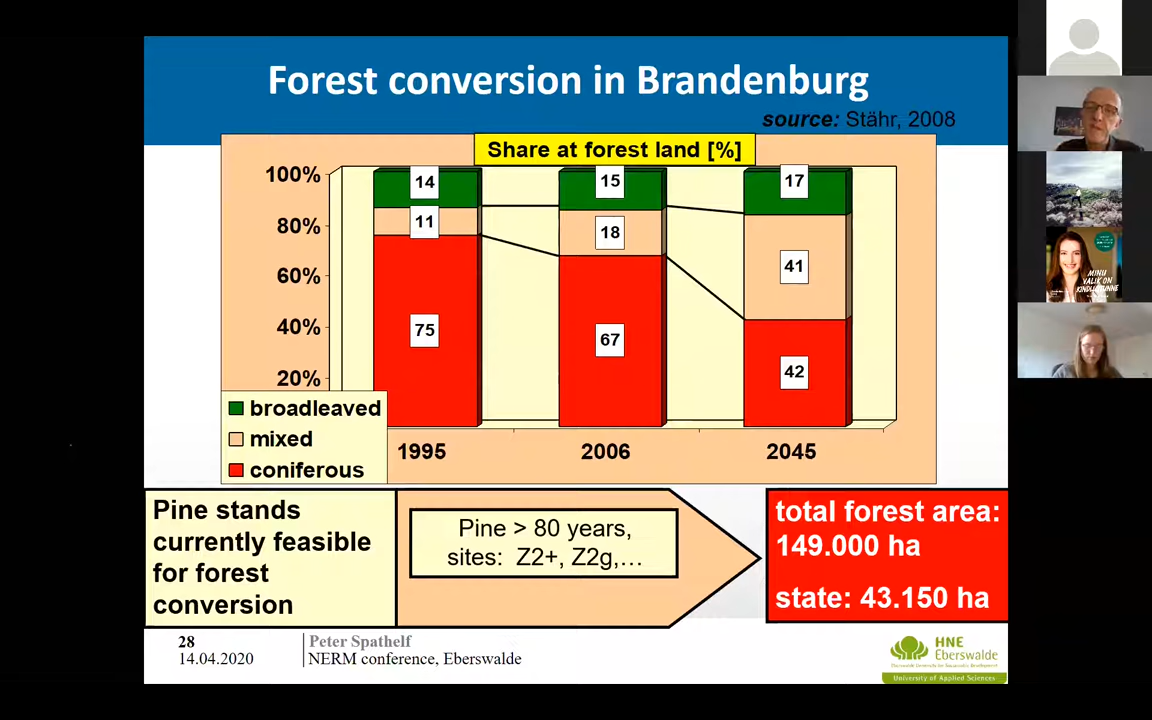 Forest conversion in Brandenburg
source: Stähr, 2008
Share at forest land [%]
100%
80%
60%
40%
20%
14
11
75
15
18
67
17
41
42
broadleaved
mixed
coniferous
1995
2006
2045
Pine stands
currently feasible
for forest
conversion
Pine > 80 years,
sites: Z2+, Z2g,…
total forest area:
149.000 ha
state: 43.150 ha
28
14.04.2020
Peter Spathelf
NERM conference, Eberswalde
HNE
Eberswalde
University of Applied Sciences
MINU
VALIK ON